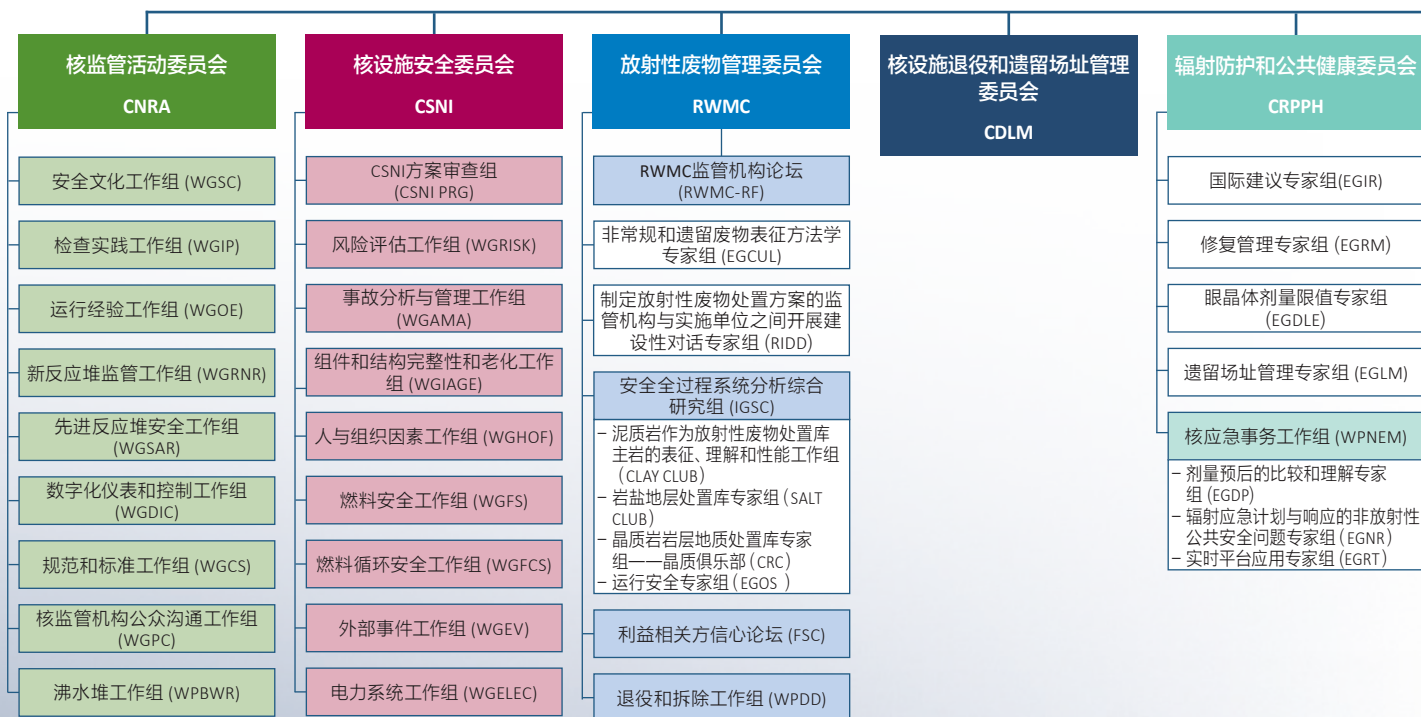 核监管活动委员会
CNRA
安全文化工作组 (WGSC)
检查实践工作组 (WGIP)
运行经验工作组 (WGOE)
新反应堆监管工作组 (WGRNR)
先进反应堆安全工作组
(WGSAR)
数字化仪表和控制工作组
(WGDIC)
规范和标准工作组 (WGCS)
核监管机构公众沟通工作组
(WGPC)
沸水堆工作组 (WPBWR)
核设施安全委员会
CSNI
CSNI方案审查组
(CSNI PRG)
风险评估工作组 (WGRISK)
事故分析与管理工作组
(WGAMA)
组件和结构完整性和老化工作
组 (WGIAGE)
人与组织因素工作组 (WGHOF)
燃料安全工作组 (WGFS)
燃料循环安全工作组 (WGFCS)
外部事件工作组 (WGEV)
电力系统工作组 (WGELEC)
放射性废物管理委员会
RWMC
RWMC监管机构论坛
(RWMC-RF)
非常规和遗留废物表征方法学
专家组 (EGCUL)
制定放射性废物处置方案的监
管机构与实施单位之间开展建
设性对话专家组 (RIDD)
安全全过程系统分析综合
研究组 (IGSC)
– 泥质岩作为放射性废物处置库
主岩的表征、理解和性能工作组
（CLAY CLUB）
– 岩盐地层处置库专家组（SALT
CLUB）
– 晶质岩岩层地质处置库专家
组——晶质俱乐部（CRC）
– 运行安全专家组（EGOS ）
利益相关方信心论坛 (FSC)
退役和拆除工作组 (WPDD)
核设施退役和遗留场址管理
委员会
CDLM
辐射防护和公共健康委员会
CRPPH
国际建议专家组(EGIR)
修复管理专家组 (EGRM)
眼晶体剂量限值专家组
(EGDLE)
遗留场址管理专家组 (EGLM)
核应急事务工作组 (WPNEM)
– 剂量预后的比较和理解专家
组 (EGDP)
– 辐射应急计划与响应的非放射性
公共安全问题专家组（EGNR）
– 实时平台应用专家组（EGRT）